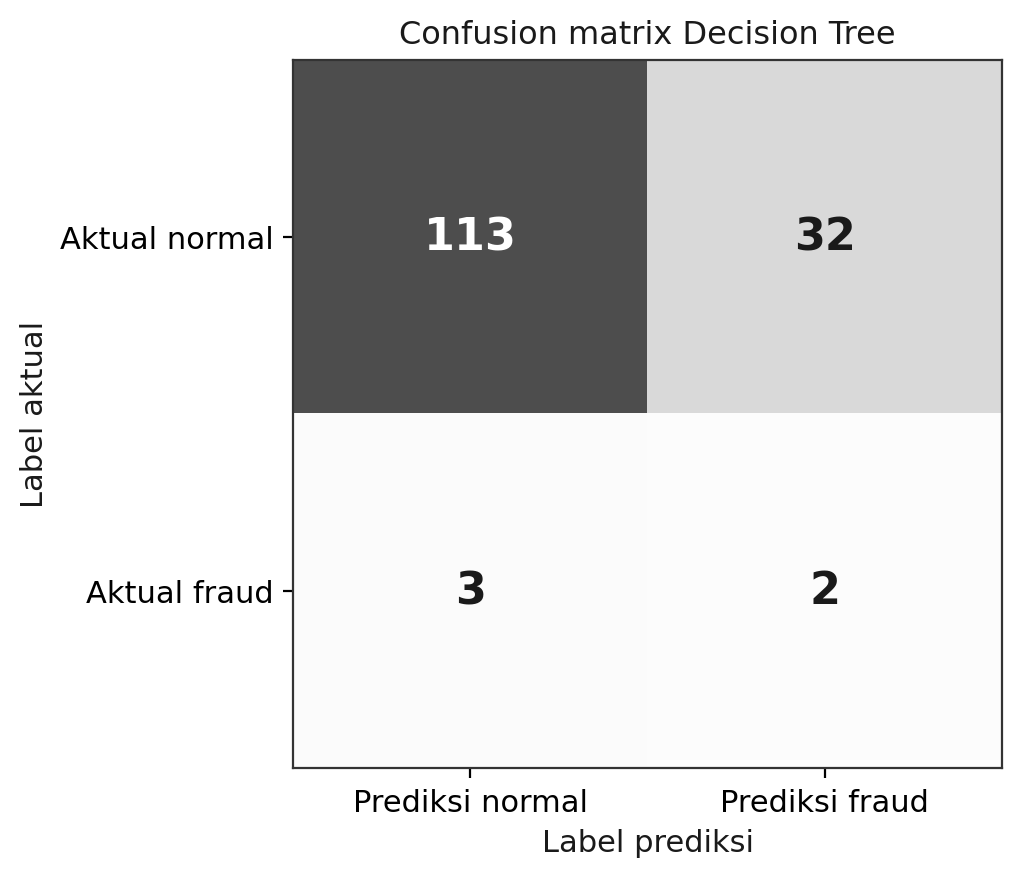 Confusion matrix Decision Tree
Label aktual
Aktual normal
113
32
Aktual fraud
3
2
Prediksi normal
Prediksi fraud
Label prediksi